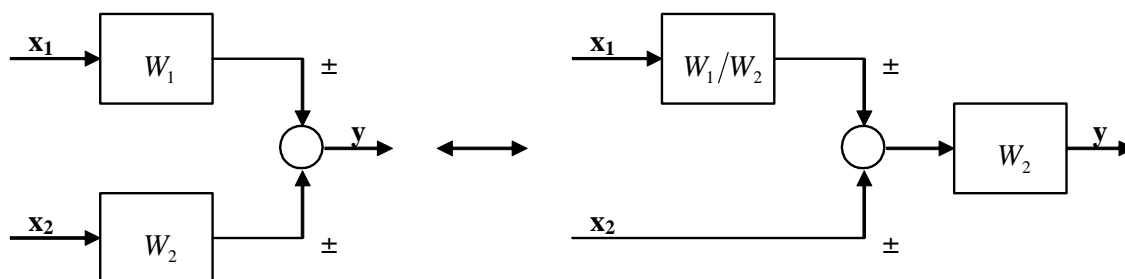 x₁
W₁
±
y
x₂
W₂
±
x₁
W₁/W₂
±
W₂
y
x₂
±